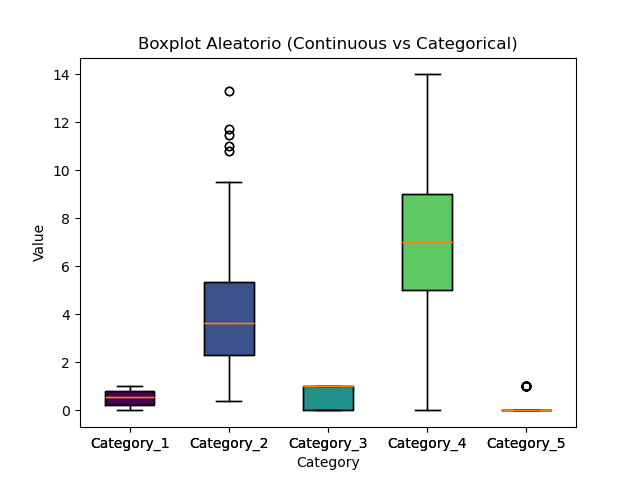 Boxplot Aleatorio (Continuous vs Categorical)
14
12
10
8
6
4
2
0
Value
Category_1 Category_2 Category_3 Category_4 Category_5
Category